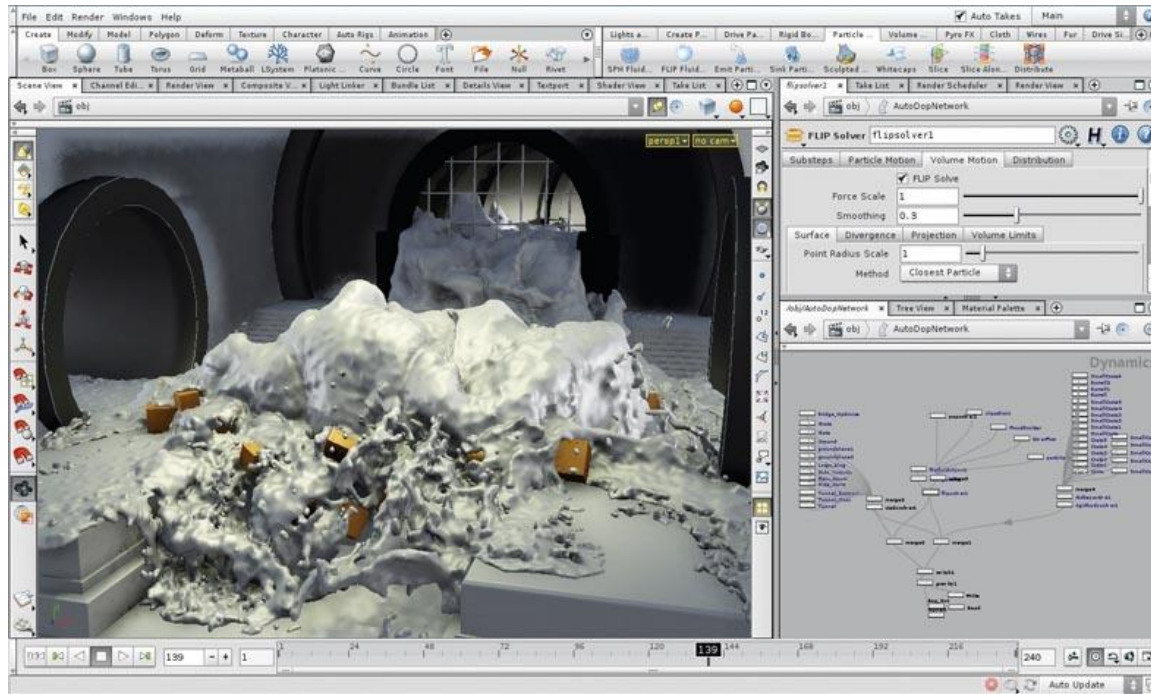 File Edit Render Windows Help
Auto Takes Main
Create Modify Model Polygon Deform Texture Character Auto Rigs Animation
Lights a... Create P... Drive Pa... Rigid Bo... Particle ... Volume ... Pyro FX Cloth Wires Fur Drive Si...
Box Sphere Tube Torus Grid Metaball LSystem Platonic ... Curve Circle Font File Null Rivet
SPH Fluid... FLIP Fluid... Emit Parti... Sink Parti... Sculpted ... Whitecaps Slice Slice Alon... Distribute
Scene View Channel Edi... Render View Composite V... Light Linker Bundle List Details View Textport Shader View Take List
flipsolver1 Take List Render Scheduler Render View
obj
obj AutoDopNetwork
persp1 no cam
FLIP Solver flipsolver1
Substeps Particle Motion Volume Motion Distribution
FLIP Solve
Force Scale 1
Smoothing 0.3
Surface Divergence Projection Volume Limits
Point Radius Scale 1
Method Closest Particle
/obj/AutoDopNetwork Tree View Material Palette
obj AutoDopNetwork
Dynamics
139 1 1 24 48 72 96 120 139 144 168 192 216 240
Auto Update